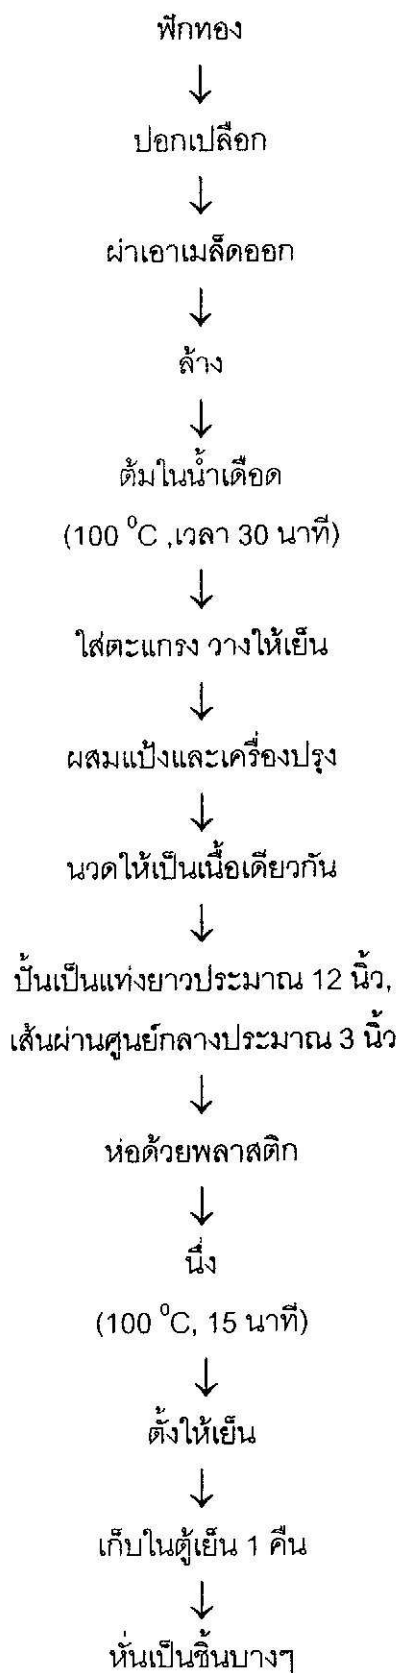 ฟักทอง
↓
ปอกเปลือก
↓
ผ่าเอาเมล็ดออก
↓
ล้าง
↓
ต้มในน้ำเดือด
(100 ⁰C ,เวลา 30 นาที)
↓
ใส่ตะแกรง วางให้เย็น
↓
ผสมแป้งและเครื่องปรุง
↓
นวดให้เป็นเนื้อเดียวกัน
↓
ปั้นเป็นแท่งยาวประมาณ 12 นิ้ว,
เส้นผ่านศูนย์กลางประมาณ 3 นิ้ว
↓
ห่อด้วยพลาสติก
↓
นึ่ง
(100 ⁰C, 15 นาที)
↓
ตั้งให้เย็น
↓
เก็บในตู้เย็น 1 คืน
↓
หั่นเป็นชิ้นบางๆ